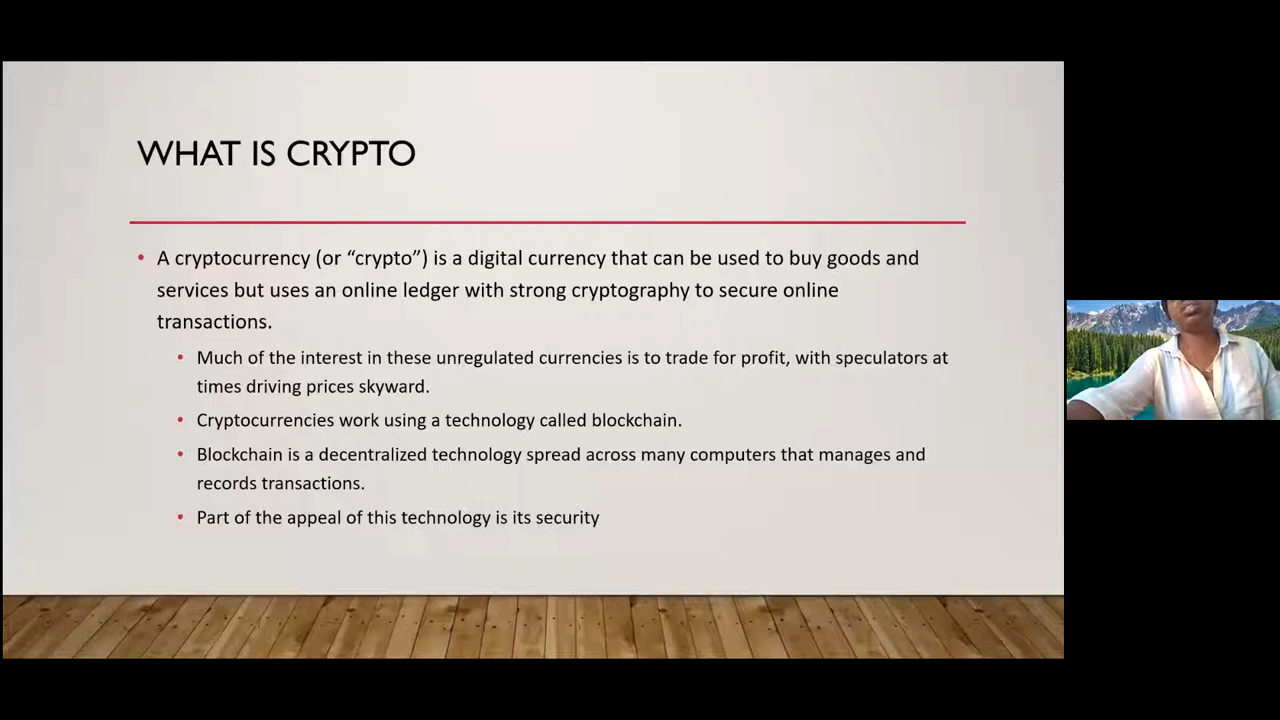 WHAT IS CRYPTO
• A cryptocurrency (or “crypto”) is a digital currency that can be used to buy goods and
services but uses an online ledger with strong cryptography to secure online
transactions.
• Much of the interest in these unregulated currencies is to trade for profit, with speculators at
times driving prices skyward.
• Cryptocurrencies work using a technology called blockchain.
• Blockchain is a decentralized technology spread across many computers that manages and
records transactions.
• Part of the appeal of this technology is its security